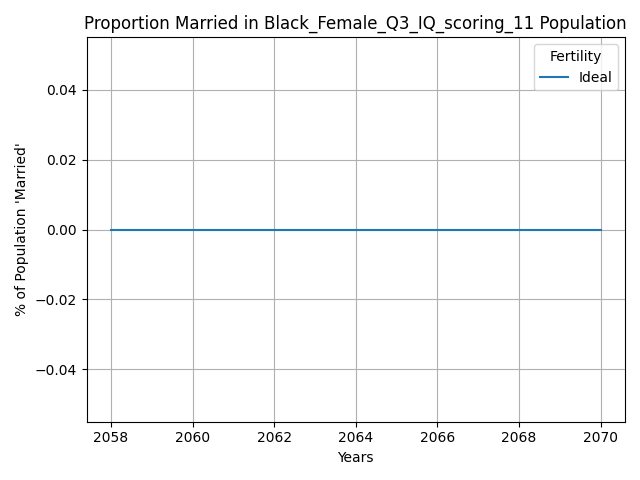 Proportion Married in Black_Female_Q3_IQ_scoring_11 Population
Fertility
Ideal
% of Population 'Married'
0.04
0.02
0.00
−0.02
−0.04
2058 2060 2062 2064 2066 2068 2070
Years